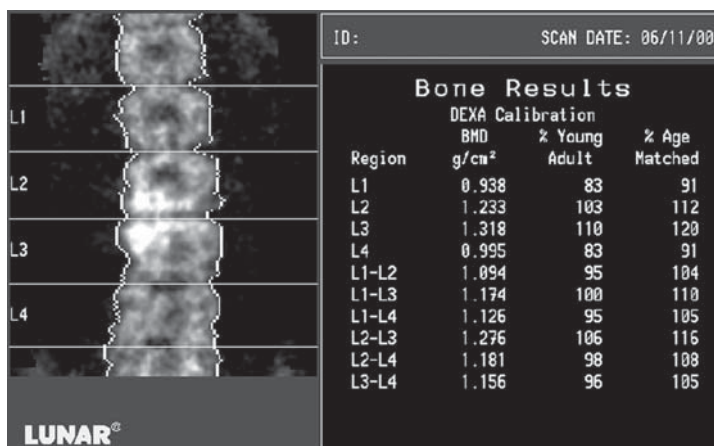 L1
L2
L3
L4
LUNAR®
ID: SCAN DATE: 06/11/00
Bone Results
DEXA Calibration
BMD % Young % Age
Region g/cm² Adult Matched
L1 0.938 83 91
L2 1.233 103 112
L3 1.318 110 120
L4 0.995 83 91
L1-L2 1.094 95 104
L1-L3 1.174 100 110
L1-L4 1.126 95 105
L2-L3 1.276 106 116
L2-L4 1.181 98 108
L3-L4 1.156 96 105